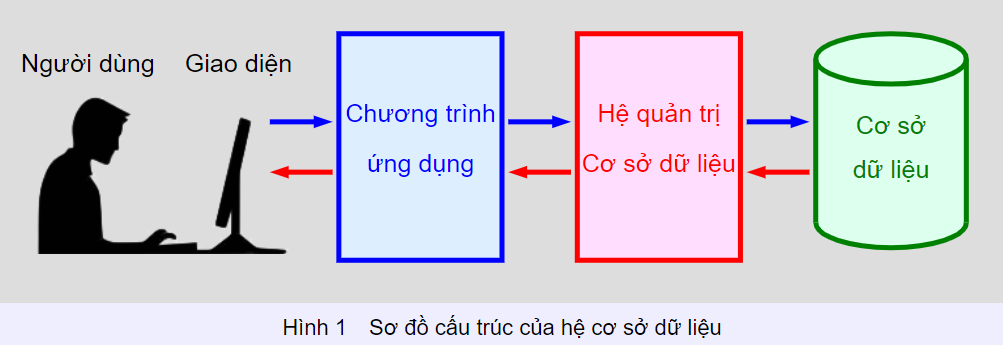 Người dùng
Giao diện
Chương trình
ứng dụng
Hệ quản trị
Cơ sở dữ liệu
Cơ sở
dữ liệu
Hình 1 Sơ đồ cấu trúc của hệ cơ sở dữ liệu